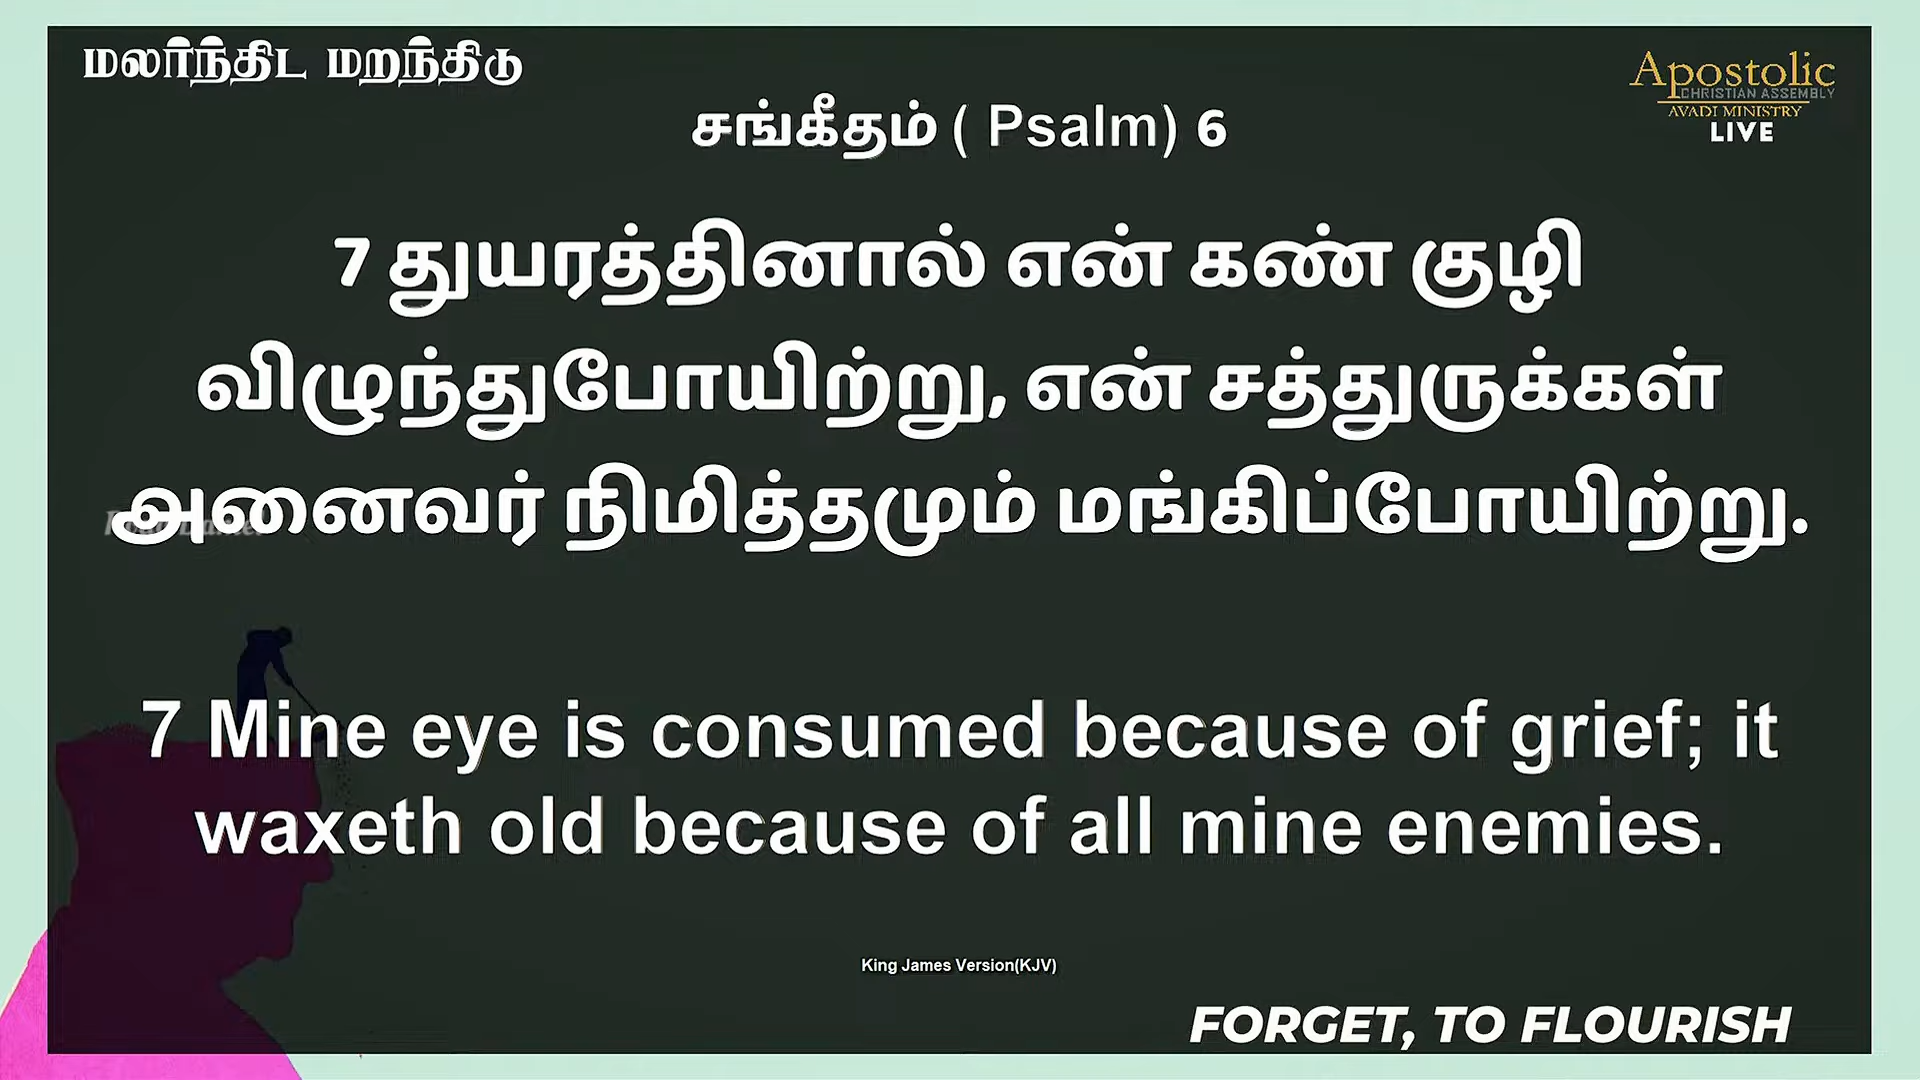 மலர்ந்திட மறந்திடு
Apostolic
CHRISTIAN ASSEMBLY
AVADI MINISTRY
LIVE
சங்கீதம் ( Psalm) 6
7 துயரத்தினால் என் கண் குழி
விழுந்துபோயிற்று, என் சத்துருக்கள்
அனைவர் நிமித்தமும் மங்கிப்போயிற்று.
7 Mine eye is consumed because of grief; it
waxeth old because of all mine enemies.
King James Version(KJV)
FORGET, TO FLOURISH